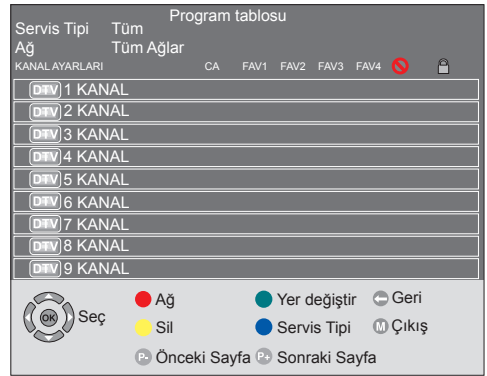 Program tablosu
Servis Tipi Tüm
Ağ Tüm Ağlar
KANAL AYARLARI CA FAV1 FAV2 FAV3 FAV4
DTV 1 KANAL
DTV 2 KANAL
DTV 3 KANAL
DTV 4 KANAL
DTV 5 KANAL
DTV 6 KANAL
DTV 7 KANAL
DTV 8 KANAL
DTV 9 KANAL
Ağ Yer değiştir Geri
OK Seç
Sil Servis Tipi M Çıkış
P- Önceki Sayfa P+ Sonraki Sayfa